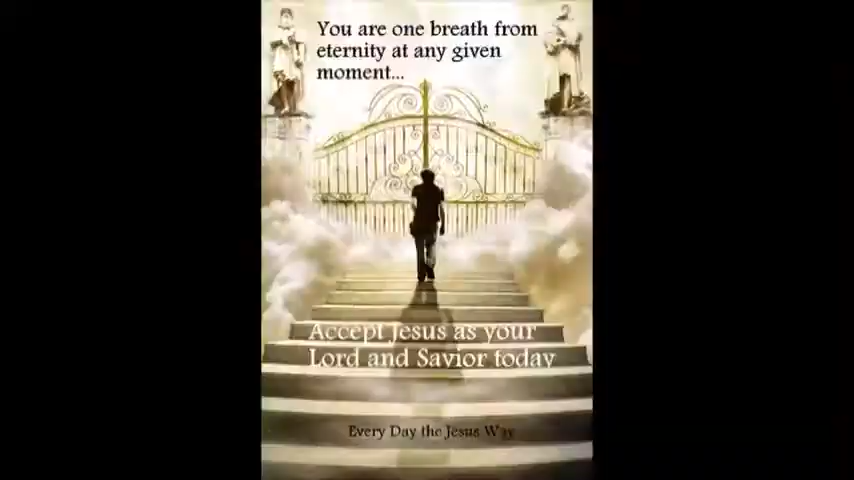 You are one breath from
eternity at any given
moment...
Accept Jesus as your
Lord and Savior today
Every Day the Jesus Way